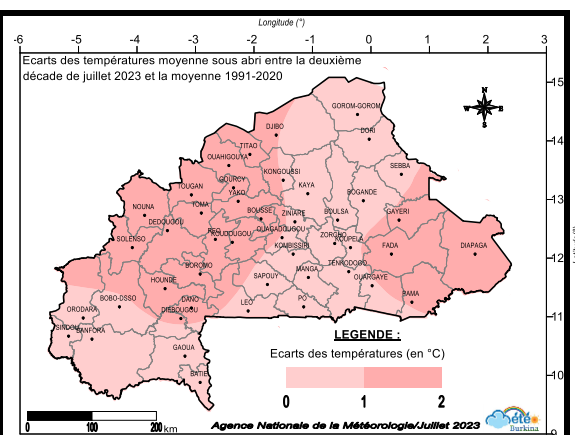 Longitude (°)
-6 -5 -4 -3 -2 -1 0 1 2 3
Ecarts des températures moyenne sous abri entre la deuxième
décade de juillet 2023 et la moyenne 1991-2020
15
N
W E
S
GOROM-GOROM
DJIBO
DORI
14
TITAO
OUAHIGOUYA
SEBBA
KONGOUSSI
GOURCY
TOUGAN
KAYA
YAKO
BOGANDE
13
NOUNA
TOMA
BOUSSE
ZINIARE
BOULSA
GAYERI
DEDOUGOU
OUAGADOUGOU
REO
KOUDOUGOU
ZORGHO
KOUPELA
SOLENSO
KOMBISSIRI
FADA
DIAPAGA
12
BOROMO
TENKODOGO
MANGA
HOUNDE
SAPOUY
OUARGAYE
BOBO-DSSO
DANO
LEO
PO
PAMA
ORODARA
DIEBOUGOU
11
SINDOU
BANFORA
LEGENDE :
GAOUA
Ecarts des températures (en °C)
BATIE
10
0 1 2
0 100 200 km
Agence Nationale de la Météorologie/Juillet 2023
météo
Burkina
9